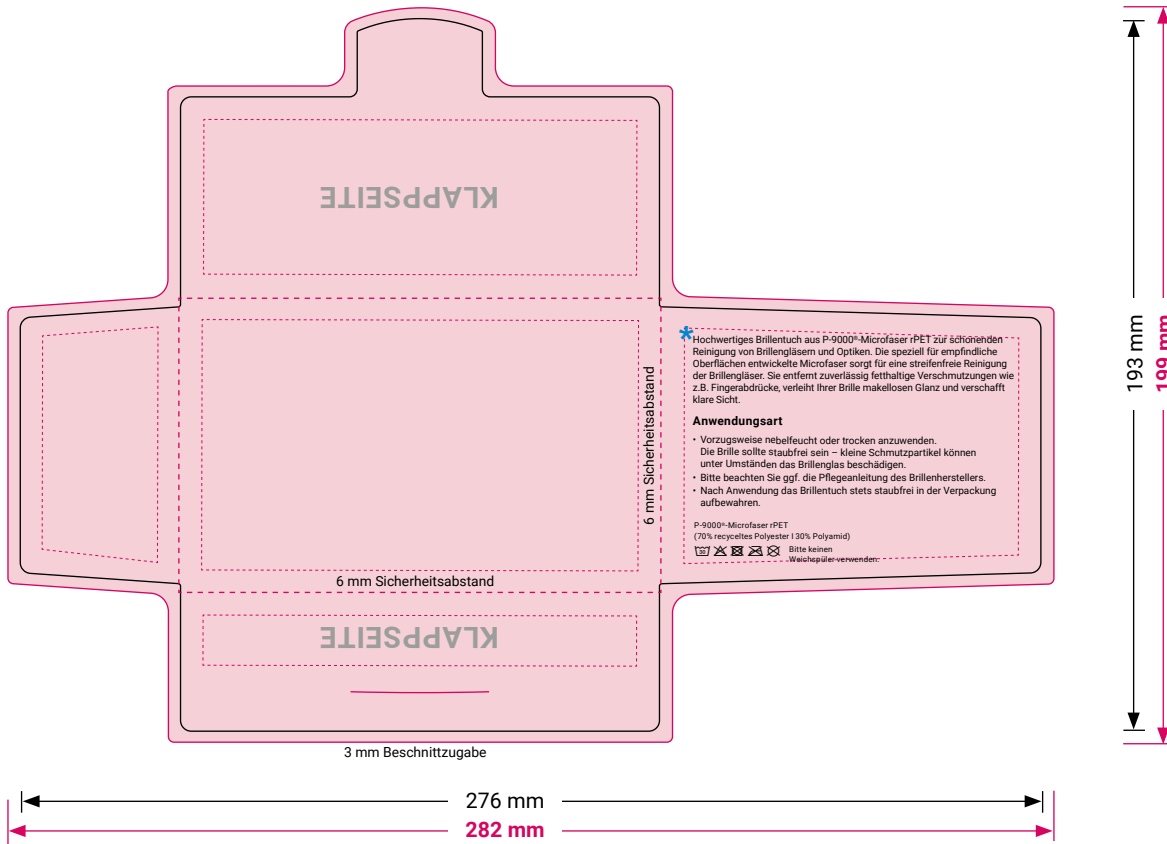 KLAPPSEITE
*
Hochwertiges Brillentuch aus P-9000®-Microfaser rPET zur schonenden
Reinigung von Brillengläsern und Optiken. Die speziell für empfindliche
Oberflächen entwickelte Microfaser sorgt für eine streifenfreie Reinigung
der Brillengläser. Sie entfernt zuverlässig fetthaltige Verschmutzungen wie
z.B. Fingerabdrücke, verleiht Ihrer Brille makellosen Glanz und verschafft
klare Sicht.
Anwendungsart
• Vorzugsweise nebelfeucht oder trocken anzuwenden.
Die Brille sollte staubfrei sein – kleine Schmutzpartikel können
unter Umständen das Brillenglas beschädigen.
• Bitte beachten Sie ggf. die Pflegeanleitung des Brillenherstellers.
• Nach Anwendung das Brillentuch stets staubfrei in der Verpackung
aufbewahren.
P-9000®-Microfaser rPET
(70% recyceltes Polyester I 30% Polyamid)
30
Bitte keinen
Weichspüler verwenden.
6 mm Sicherheitsabstand
6 mm Sicherheitsabstand
KLAPPSEITE
3 mm Beschnittzugabe
193 mm
199 mm
276 mm
282 mm